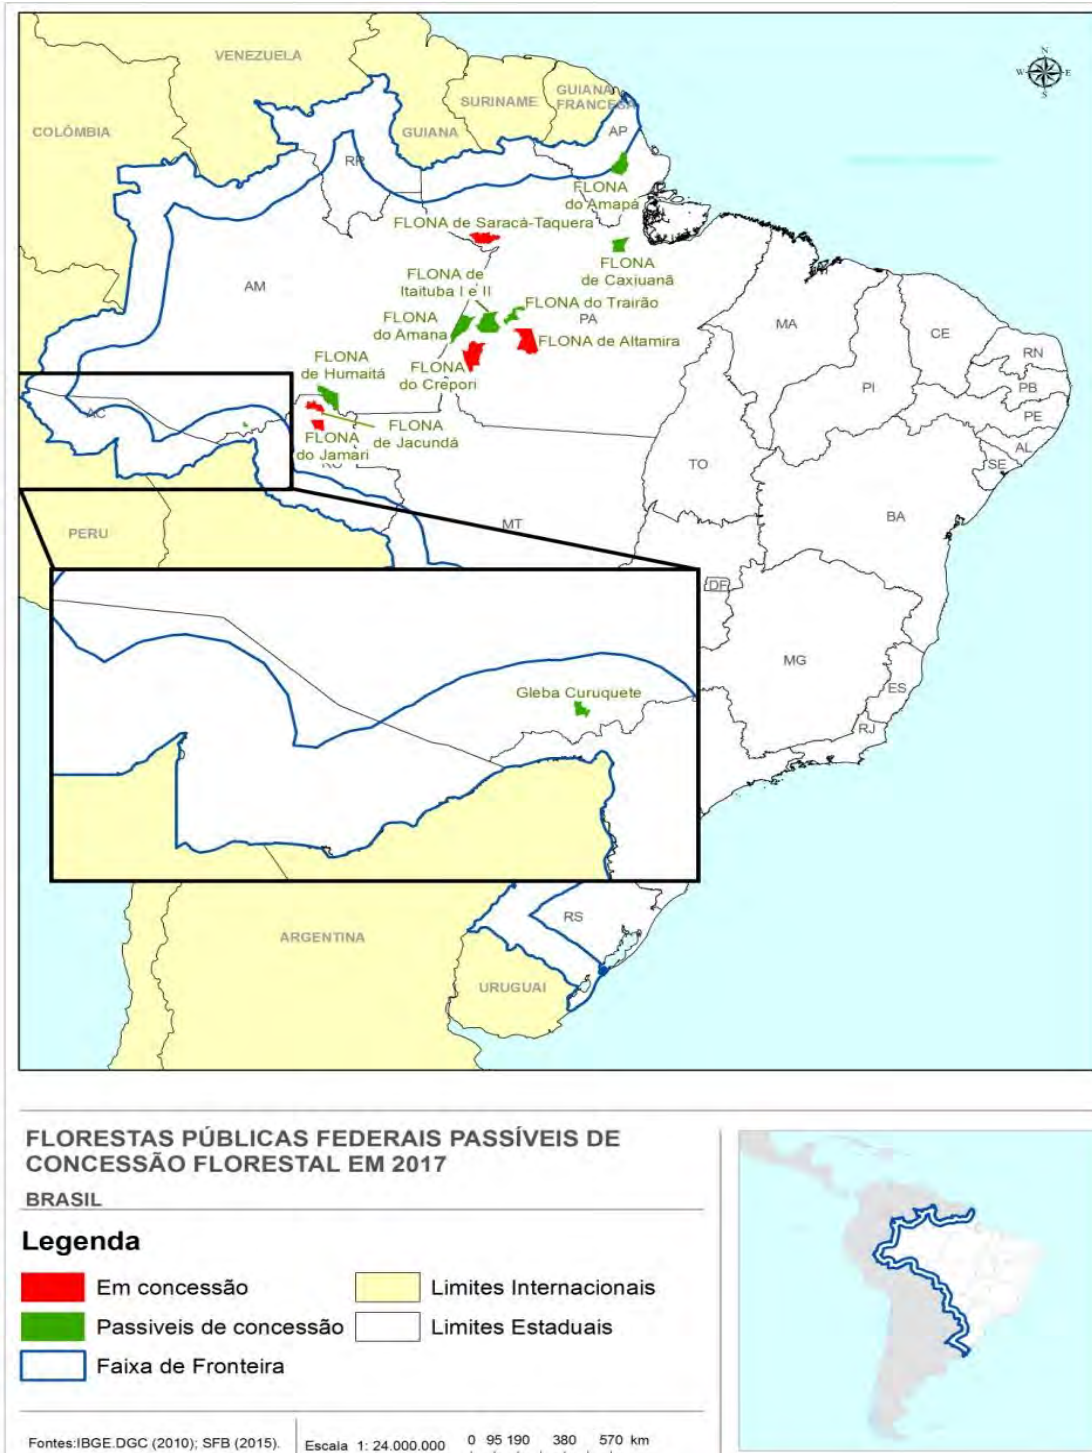 N
W E
S
VENEZUELA
COLÔMBIA
SURINAME
GUIANA
FRANCESA
GUIANA
AP
RR
FLONA
do Amapá
FLONA de Saracá-Taquera
FLONA
de Caxiuanã
FLONA de
Itaituba I e II
AM
FLONA do Trairão
PA
FLONA
do Amana
FLONA de Altamira
MA
CE
RN
PB
PE
AL
SE
PI
FLONA
de Humaitá
FLONA
do Crepori
AC
FLONA
de Jacundá
FLONA
do Jamari
RO
TO
BA
PERU
MT
DF
MG
ES
RJ
Gleba Curuquete
RS
ARGENTINA
URUGUAI
FLORESTAS PÚBLICAS FEDERAIS PASSÍVEIS DE
CONCESSÃO FLORESTAL EM 2017
BRASIL
Legenda
Em concessão
Limites Internacionais
Passiveis de concessão
Limites Estaduais
Faixa de Fronteira
Fontes:IBGE.DGC (2010); SFB (2015).
Escala 1: 24.000.000
0 95 190 380 570 km